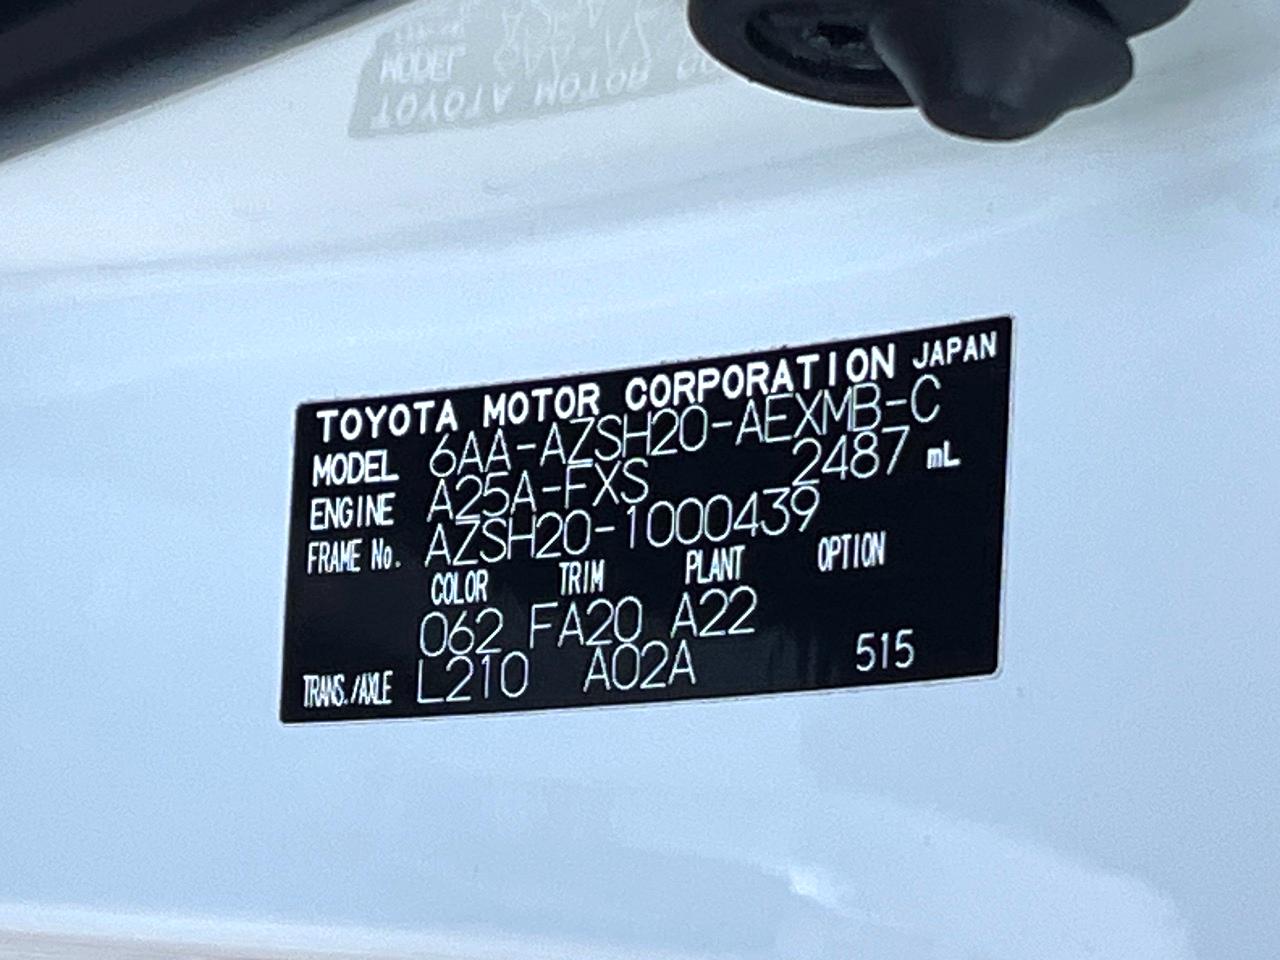 TOYOTA MOTOR CORPORATION JAPAN
MODEL 6AA-AZSH20-AEXMB-C
ENGINE A25A-FXS 2487 mL
FRAME No. AZSH20-1000439
COLOR TRIM PLANT OPTION
062 FA20 A22
TRANS./AXLE L210 A02A 515